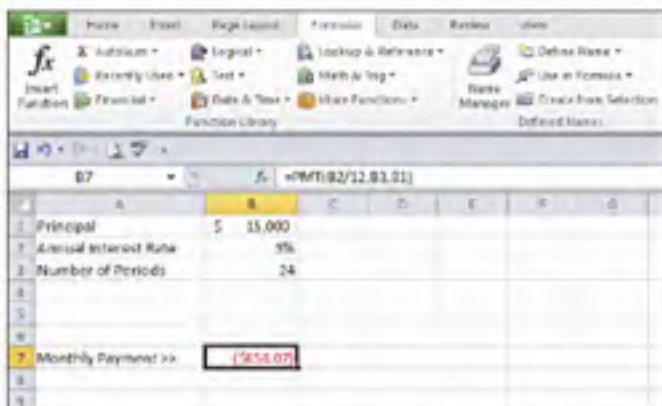 Home Insert Page Layout Formulas Data Review View
fx Σ AutoSum Logical Lookup & Reference Define Name
Insert Function Recently Used Text Math & Trig Name Manager Use in Formula
Financial Date & Time More Functions Create from Selection
Function Library Defined Names
B7 fx =PMT(B2/12,B3,B1)
A B C D E F G
1 Principal $ 15,000
2 Annual Interest Rate 5%
3 Number of Periods 24
4
5
6
7 Monthly Payment >> ($658.07)
8
9